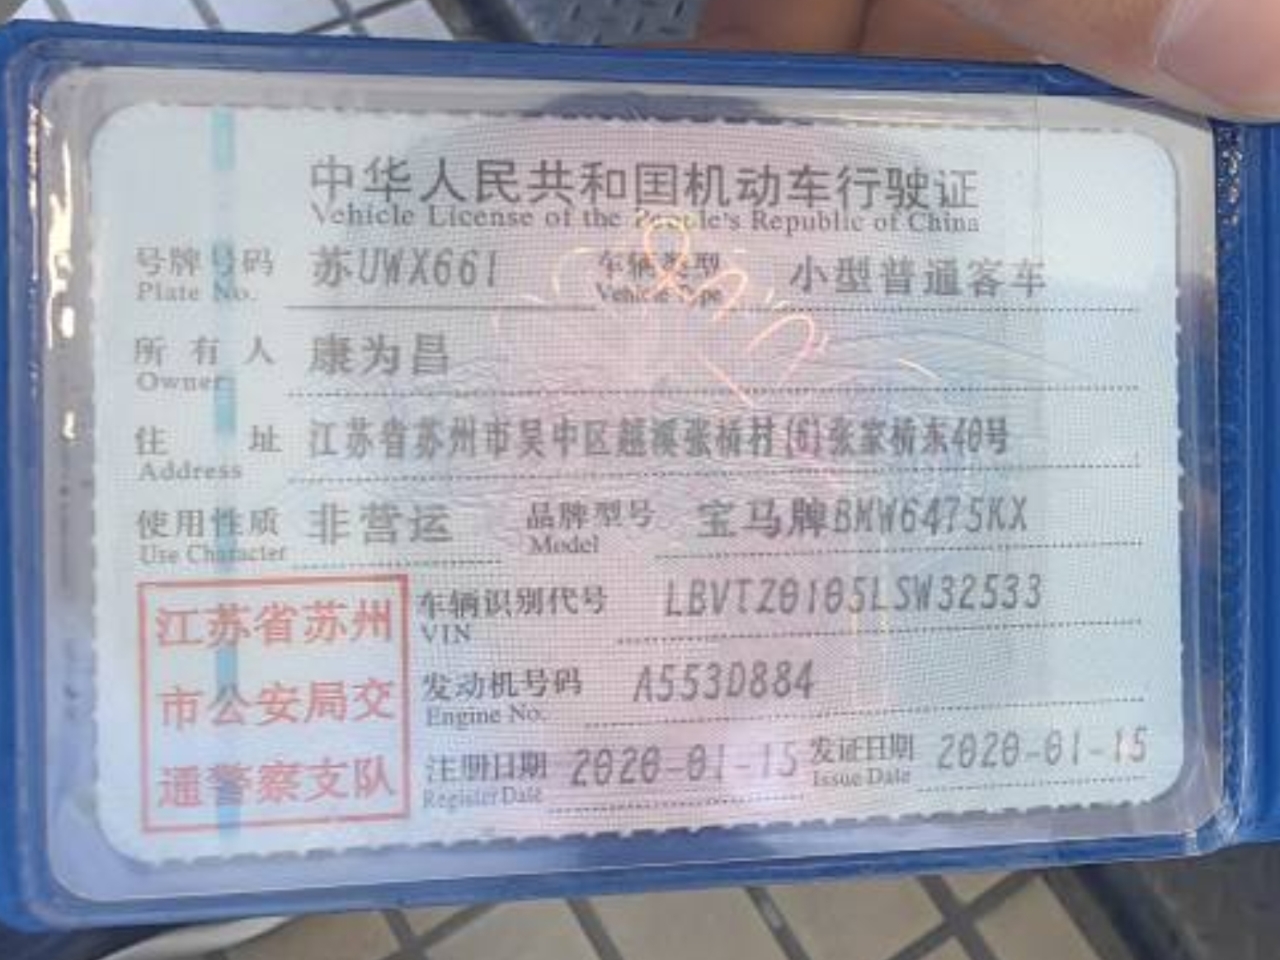 中华人民共和国机动车行驶证
Vehicle License of the People's Republic of China
号牌号码 苏UWX661 车辆类型 小型普通客车
Plate No. Vehicle Type
所有人 康为昌
Owner
住址 江苏省苏州市吴中区越溪张桥村(6)张家桥东40号
Address
使用性质 非营运 品牌型号 宝马牌BMW6475KX
Use Character Model
江苏省苏州
市公安局交
通警察支队
车辆识别代号 LBVTZ0105LSW32533
VIN
发动机号码 A553D884
Engine No.
注册日期 2020-01-15 发证日期 2020-01-15
Register Date Issue Date